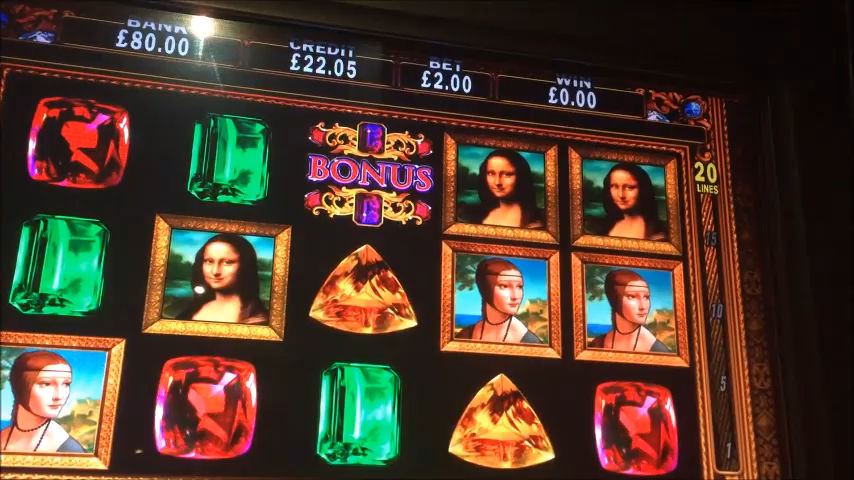 BANK
£80.00
CREDIT
£22.05
BET
£2.00
WIN
£0.00
BONUS
20
LINES
15
10
5
1